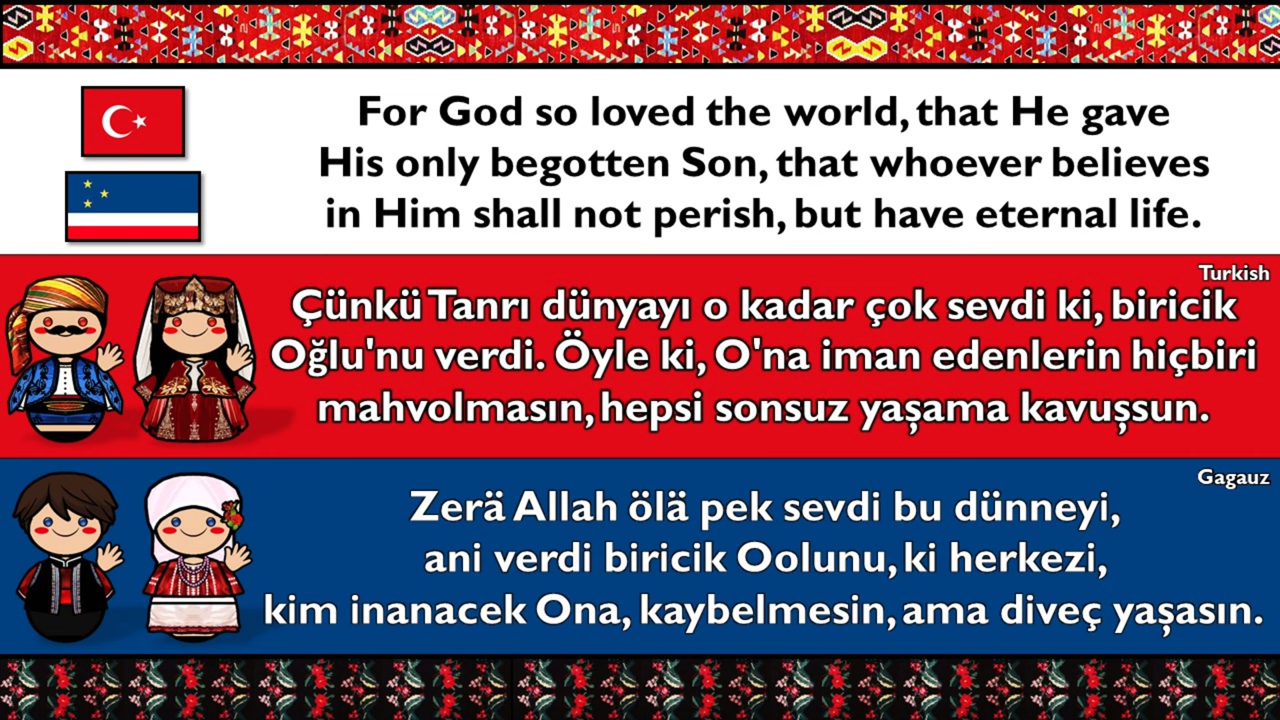 For God so loved the world, that He gave
His only begotten Son, that whoever believes
in Him shall not perish, but have eternal life.
Turkish
Çünkü Tanrı dünyayı o kadar çok sevdi ki, biricik
Oğlu'nu verdi. Öyle ki, O'na iman edenlerin hiçbiri
mahvolmasın, hepsi sonsuz yaşama kavuşsun.
Gagauz
Zerä Allah ölä pek sevdi bu dünneyi,
ani verdi biricik Oolunu, ki herkezi,
kim inanacek Ona, kaybelmesin, ama diveç yaşasın.